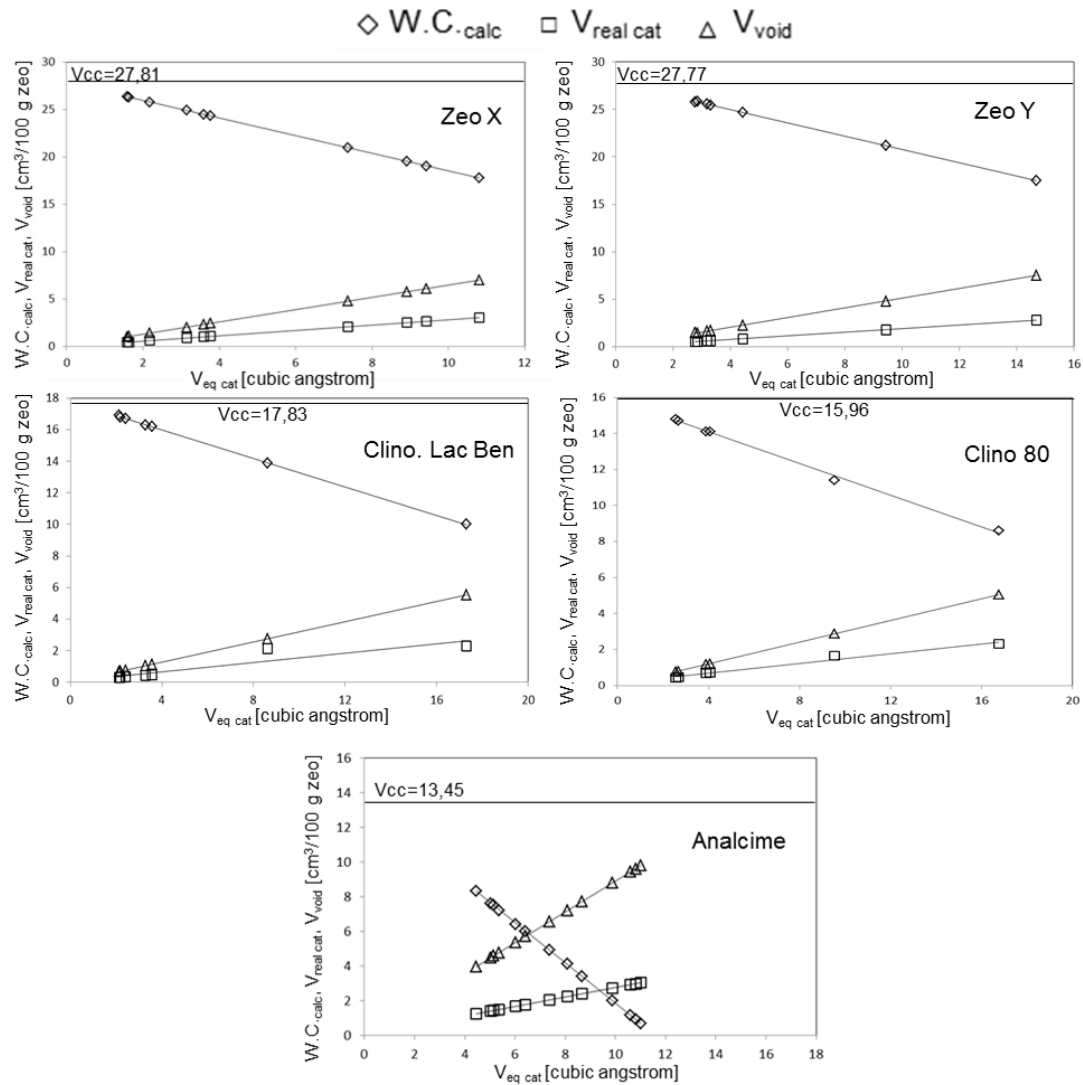 ◇ W.C.calc □ Vreal cat △ Vvoid
W.C.calc, Vreal cat, Vvoid [cm³/100 g zeo]
Vcc=27,81
Zeo X
30
25
20
15
10
5
0
0 2 4 6 8 10 12
Veq cat [cubic angstrom]
W.C.calc, Vreal cat, Vvoid [cm³/100 g zeo]
Vcc=27,77
Zeo Y
30
25
20
15
10
5
0
0 2 4 6 8 10 12 14 16
Veq cat [cubic angstrom]
W.C.calc, Vreal cat, Vvoid [cm³/100 g zeo]
Vcc=17,83
Clino. Lac Ben
18
16
14
12
10
8
6
4
2
0
0 4 8 12 16 20
Veq cat [cubic angstrom]
W.C.calc, Vreal cat, Vvoid [cm³/100 g zeo]
Vcc=15,96
Clino 80
16
14
12
10
8
6
4
2
0
0 4 8 12 16 20
Veq cat [cubic angstrom]
W.C.calc, Vreal cat, Vvoid [cm³/100 g zeo]
Vcc=13,45
Analcime
16
14
12
10
8
6
4
2
0
0 2 4 6 8 10 12 14 16 18
Veq cat [cubic angstrom]